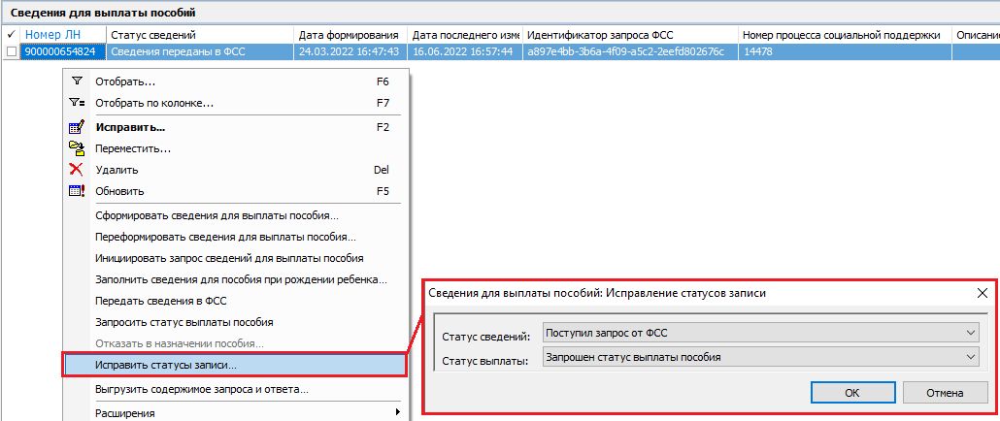 Сведения для выплаты пособий
✓ Номер ЛН Статус сведений Дата формирования Дата последнего изме Идентификатор запроса ФСС Номер процесса социальной поддержки Описание
900000654824 Сведения переданы в ФСС 24.03.2022 16:47:43 16.06.2022 16:57:44 a897e4bb-3b6a-4f09-a5c2-2eefd802676c 14478
Отобрать... F6
Отобрать по колонке... F7
Исправить... F2
Переместить...
Удалить Del
Обновить F5
Сформировать сведения для выплаты пособия...
Переформировать сведения для выплаты пособия...
Инициировать запрос сведений для выплаты пособия
Заполнить сведения для пособия при рождении ребенка...
Передать сведения в ФСС
Запросить статус выплаты пособия
Отказать в назначении пособия...
Исправить статусы записи...
Выгрузить содержимое запроса и ответа...
Расширения
Сведения для выплаты пособий: Исправление статусов записи
Статус сведений: Поступил запрос от ФСС
Статус выплаты: Запрошен статус выплаты пособия
ОК Отмена